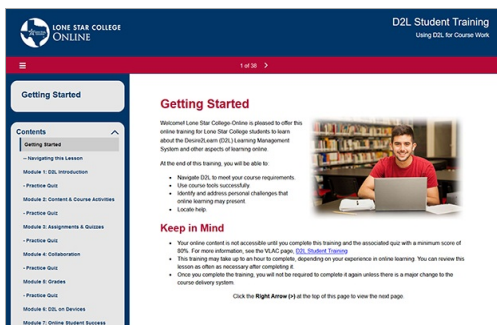 LONE STAR COLLEGE
ONLINE
D2L Student Training
Using D2L for Course Work
1 of 38 >
Getting Started
Contents
Getting Started
-- Navigating this Lesson
Module 1: D2L Introduction
- Practice Quiz
Module 2: Content & Course Activities
- Practice Quiz
Module 3: Assignments & Quizzes
- Practice Quiz
Module 4: Collaboration
- Practice Quiz
Module 5: Grades
- Practice Quiz
Module 6: D2L on Devices
Module 7: Online Student Success
Getting Started
Welcome! Lone Star College-Online is pleased to offer this
online training for Lone Star College students to learn
about the Desire2Learn (D2L) Learning Management
System and other aspects of learning online.
At the end of this training, you will be able to:
• Navigate D2L to meet your course requirements.
• Use course tools successfully.
• Identify and address personal challenges that
online learning may present.
• Locate help.
Keep in Mind
• Your online content is not accessible until you complete this training and the associated quiz with a minimum score of
80%. For more information, see the VLAC page, D2L Student Training
• This training may take up to an hour to complete, depending on your experience in online learning. You can review this
lesson as often as necessary after completing it.
• Once you complete the training, you will not be required to complete it again unless there is a major change to the
course delivery system.
Click the Right Arrow (>) at the top of this page to view the next page.